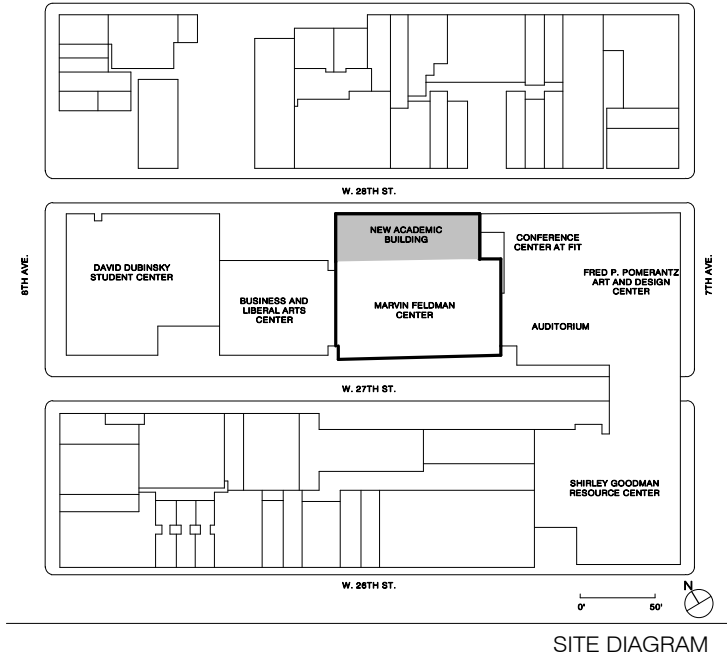 W. 28TH ST.
NEW ACADEMIC
BUILDING
CONFERENCE
CENTER AT FIT
8TH AVE.
DAVID DUBINSKY
STUDENT CENTER
FRED P. POMERANTZ
ART AND DESIGN
CENTER
7TH AVE.
BUSINESS AND
LIBERAL ARTS
CENTER
MARVIN FELDMAN
CENTER
AUDITORIUM
W. 27TH ST.
SHIRLEY GOODMAN
RESOURCE CENTER
W. 26TH ST.
N
0'
50'
SITE DIAGRAM